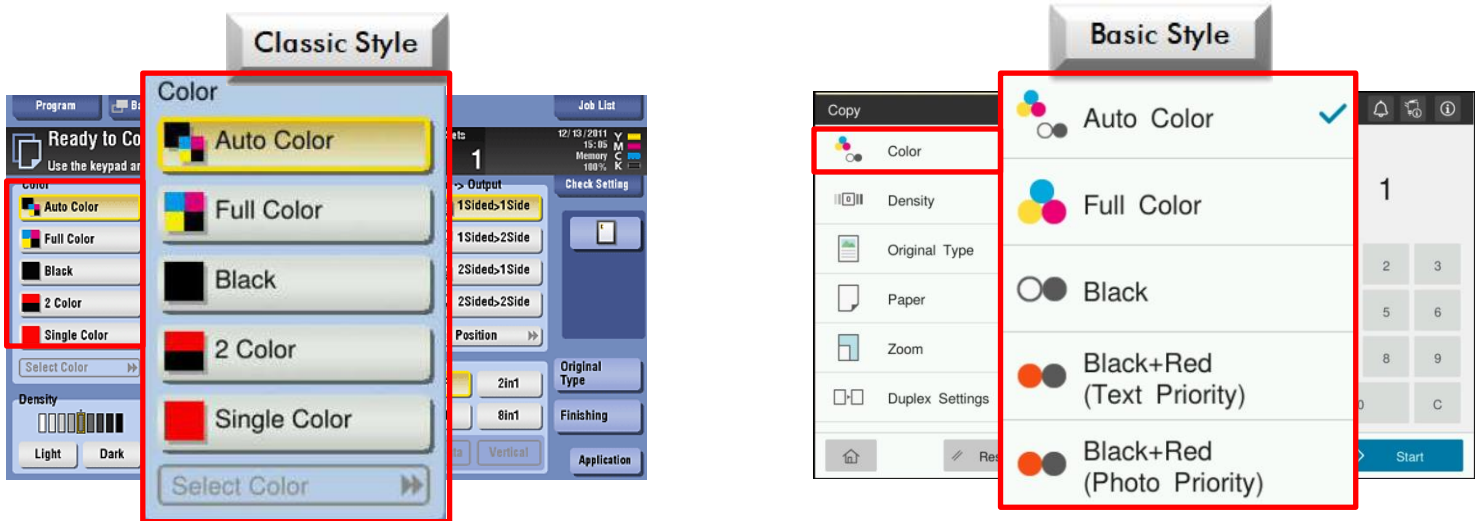 Classic Style
Program
Job List
Ready to Co
Use the keypad ar
1
12/13/2011
15:05
Memory
100%
Y
M
C
K
Color
Auto Color
Full Color
Black
2 Color
Single Color
Select Color
Density
Light
Dark
Color
Auto Color
Full Color
Black
2 Color
Single Color
Select Color
-> Output
1Sided>1Side
1Sided>2Side
2Sided>1Side
2Sided>2Side
Position
2in1
8in1
Vertical
Check Setting
Original
Type
Finishing
Application
Basic Style
Copy
Color
Density
Original Type
Paper
Zoom
Duplex Settings
Res
Auto Color
Full Color
Black
Black+Red
(Text Priority)
Black+Red
(Photo Priority)
1
2 3
5 6
8 9
C
Start